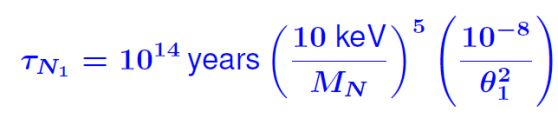 τ_{N_1} = 10^{14} years (10 keV / M_N)^5 (10^{-8} / θ_1^2)